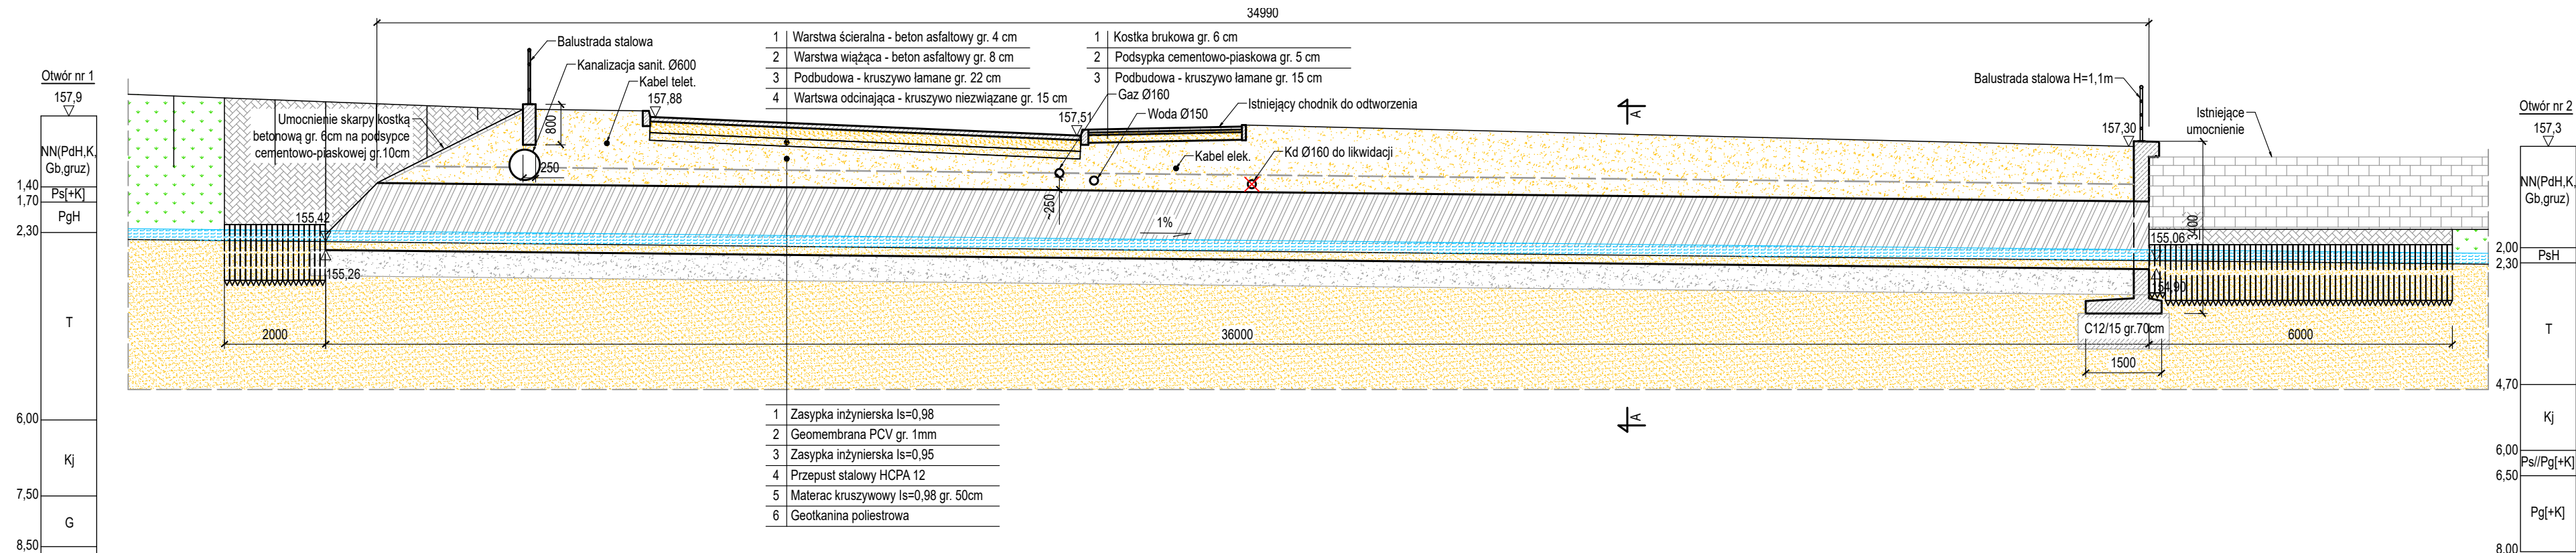 34990
Balustrada stalowa
Kanalizacja sanit. Ø600
Kabel telet.
157,88
800
250
Umocnienie skarpy kostką
betonową gr. 6cm na podsypce
cementowo-piaskowej gr.10cm
1 Warstwa ścieralna - beton asfaltowy gr. 4 cm
2 Warstwa wiążąca - beton asfaltowy gr. 8 cm
3 Podbudowa - kruszywo łamane gr. 22 cm
4 Wartswa odcinająca - kruszywo niezwiązane gr. 15 cm
1 Kostka brukowa gr. 6 cm
2 Podsypka cementowo-piaskowa gr. 5 cm
3 Podbudowa - kruszywo łamane gr. 15 cm
Gaz Ø160
Woda Ø150
157,51
Istniejący chodnik do odtworzenia
Kabel elek.
Kd Ø160 do likwidacji
~250
1%
A
A
Balustrada stalowa H=1,1m
157,30
Istniejące
umocnienie
3400
155,06
154,90
C12/15 gr.70cm
1500
6000
36000
2000
155,42
155,26
1 Zasypka inżynierska Is=0,98
2 Geomembrana PCV gr. 1mm
3 Zasypka inżynierska Is=0,95
4 Przepust stalowy HCPA 12
5 Materac kruszywowy Is=0,98 gr. 50cm
6 Geotkanina poliestrowa
Otwór nr 1
157,9
NN(PdH,K,
Gb,gruz)
1,40
Ps[+K]
1,70
PgH
2,30
T
6,00
Kj
7,50
G
8,50
Otwór nr 2
157,3
NN(PdH,K,
Gb,gruz)
2,00
PsH
2,30
T
4,70
Kj
6,00
Ps//Pg[+K]
6,50
Pg[+K]
8,00